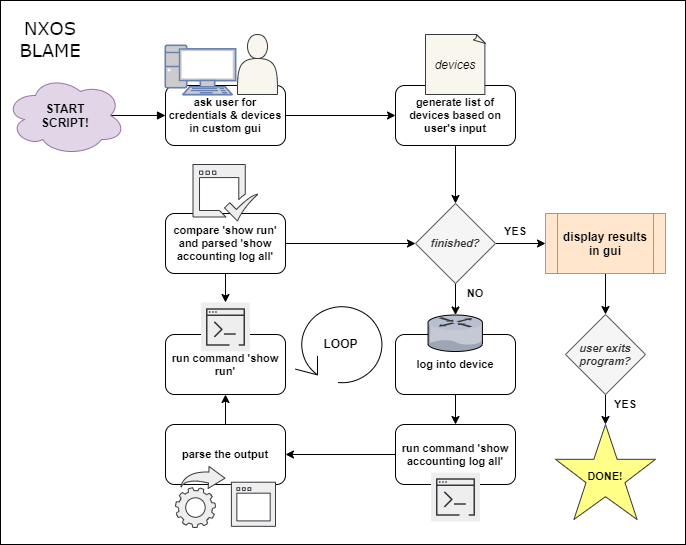 NXOS
BLAME
START
SCRIPT!
ask user for
credentials & devices
in custom gui
devices
generate list of
devices based on
user's input
compare 'show run'
and parsed 'show
accounting log all'
finished?
YES
display results
in gui
NO
run command 'show
run'
LOOP
log into device
user exits
program?
YES
parse the output
run command 'show
accounting log all'
DONE!